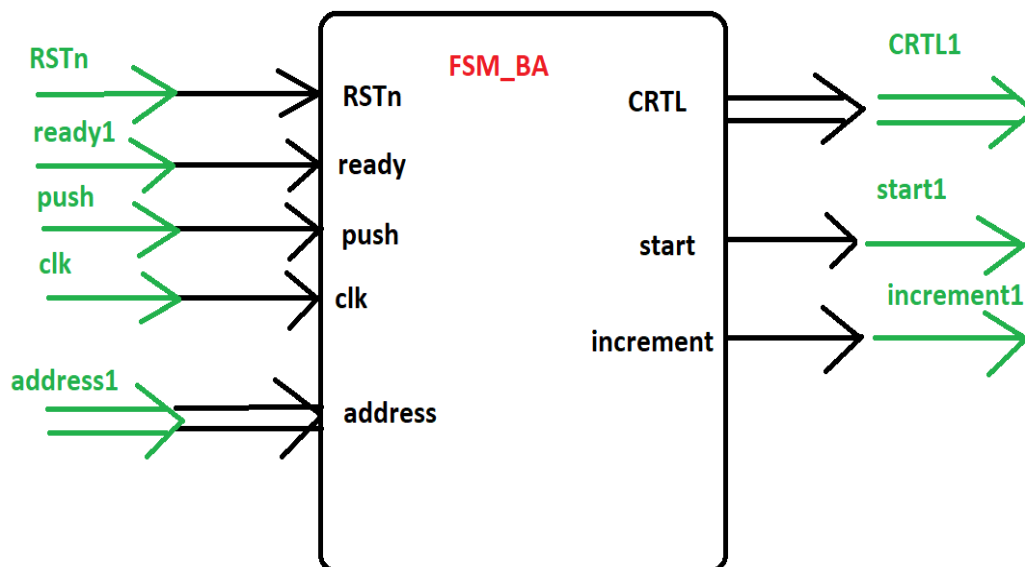 RSTn
ready1
push
clk
address1
FSM_BA
RSTn
ready
push
clk
address
CRTL
start
increment
CRTL1
start1
increment1